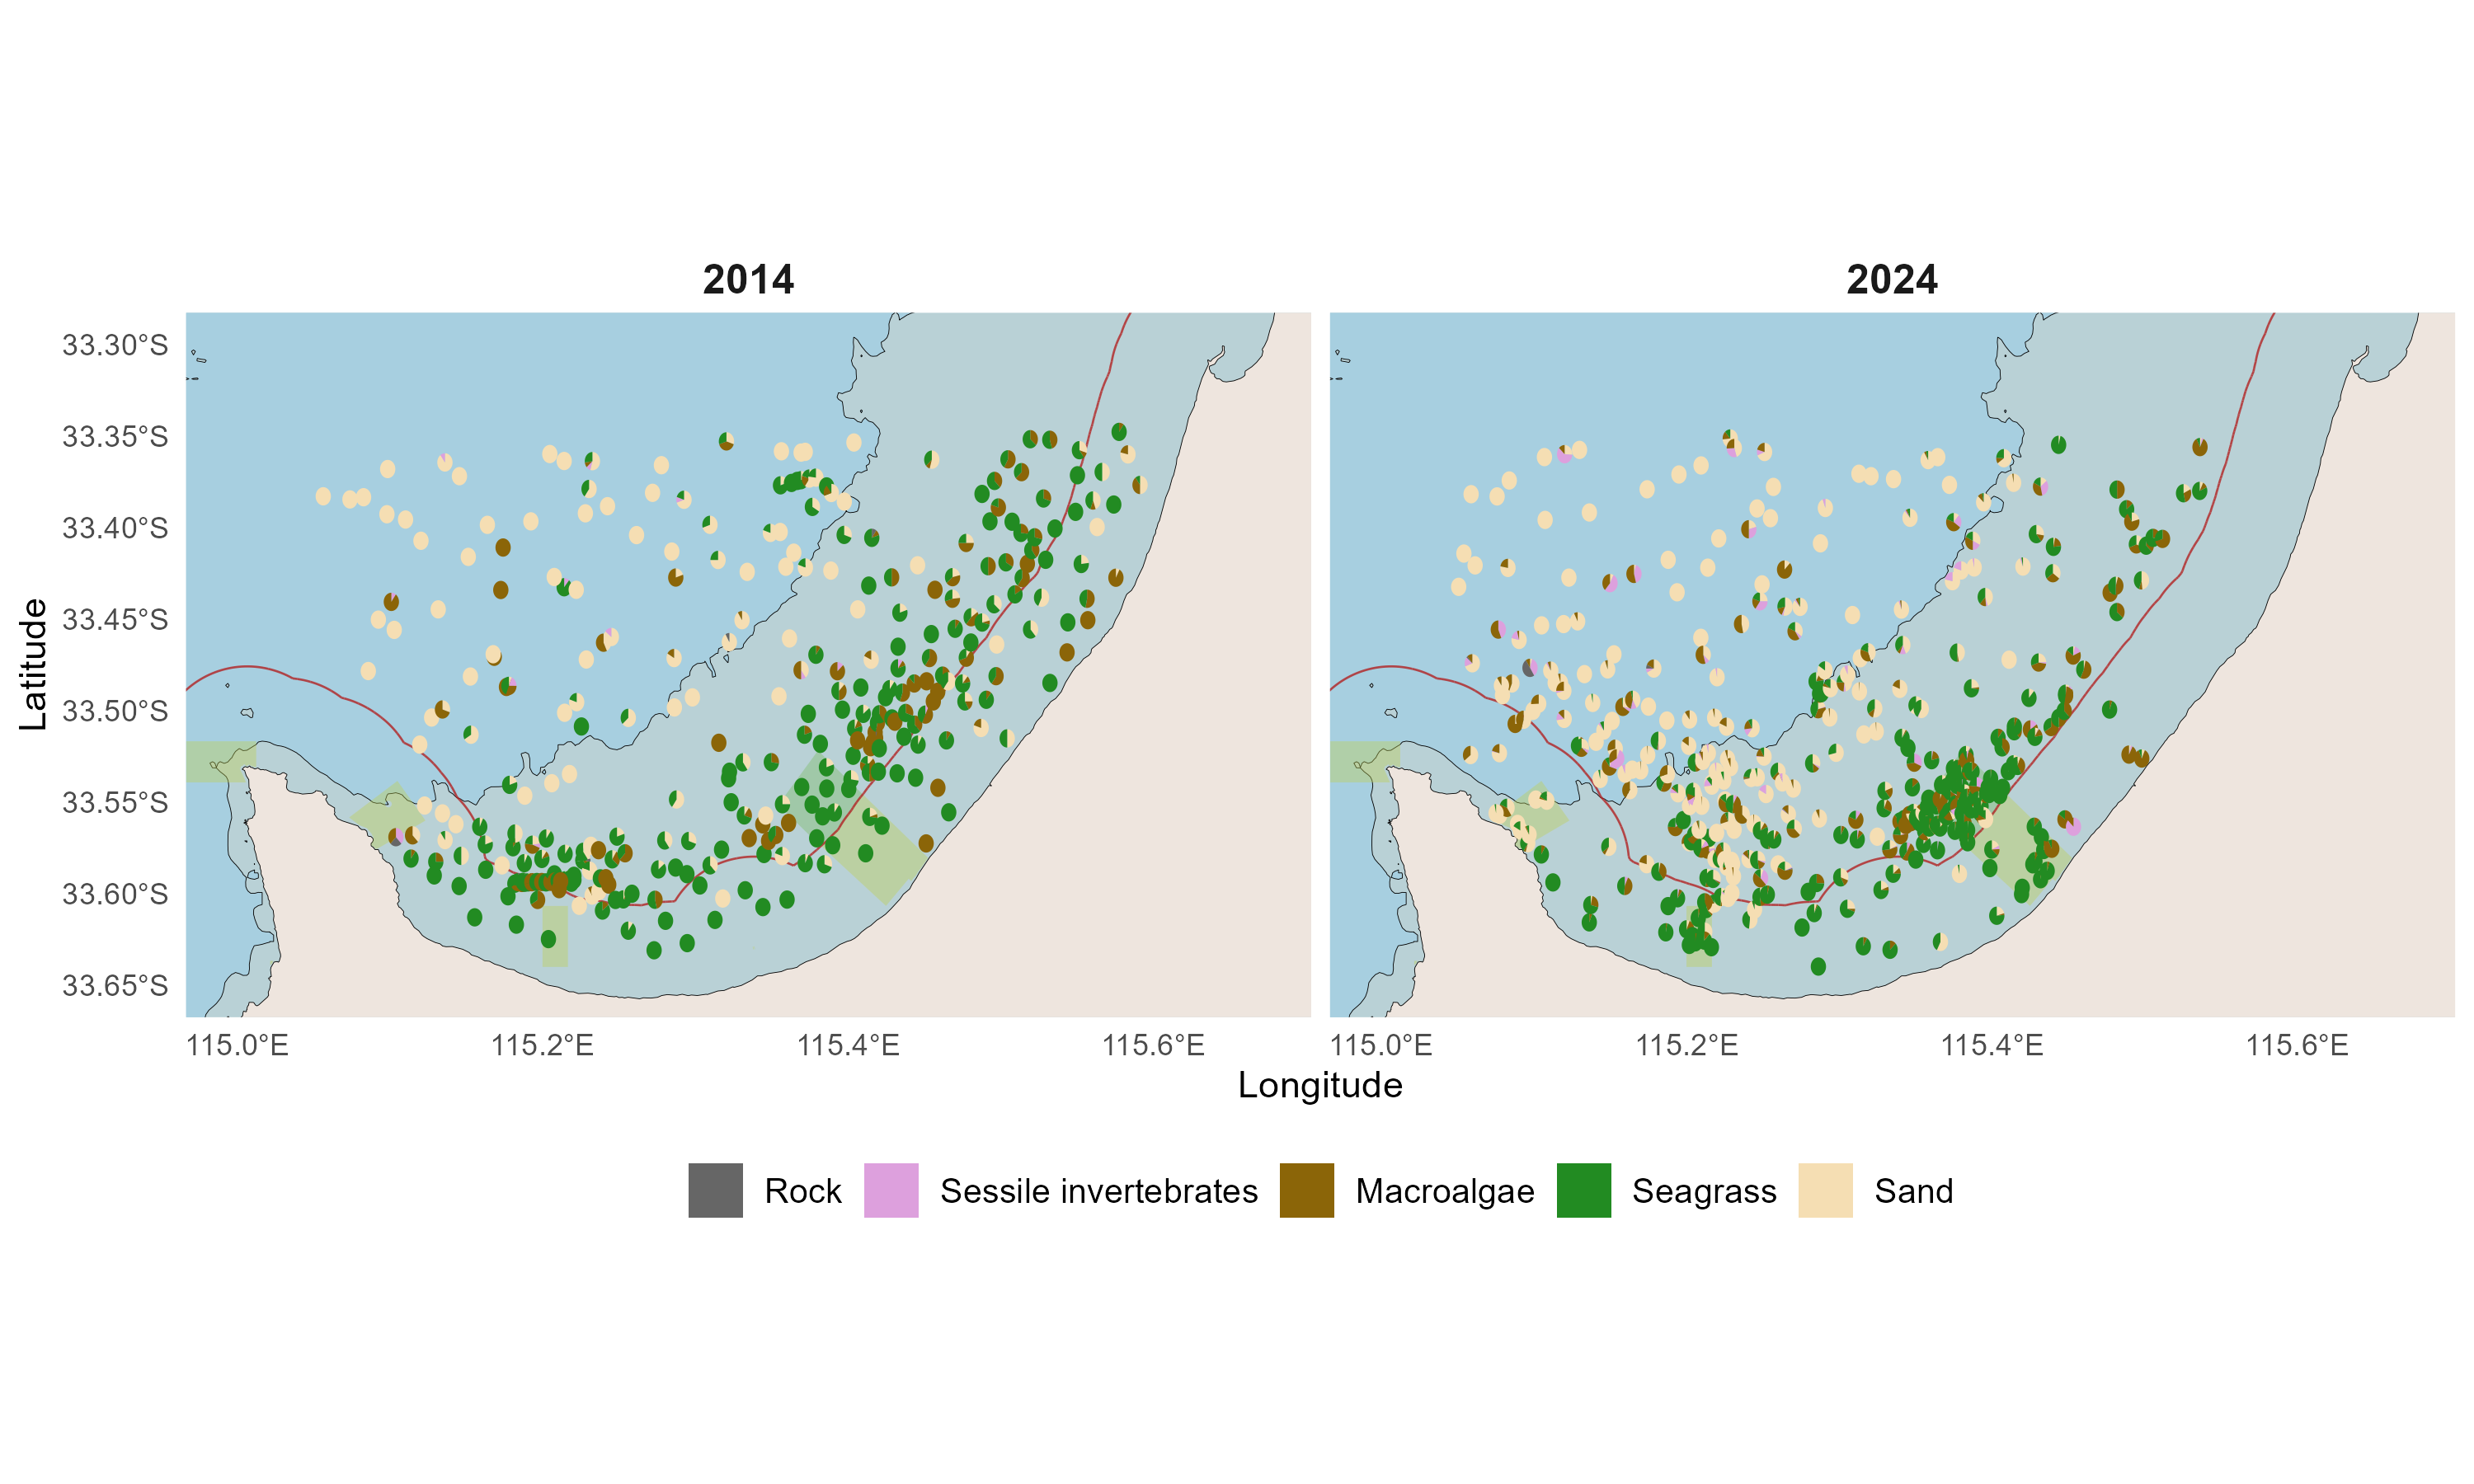 2014
2024
33.30°S
33.35°S
33.40°S
33.45°S
33.50°S
33.55°S
33.60°S
33.65°S
Latitude
115.0°E 115.2°E 115.4°E 115.6°E 115.0°E 115.2°E 115.4°E 115.6°E
Longitude
Rock Sessile invertebrates Macroalgae Seagrass Sand